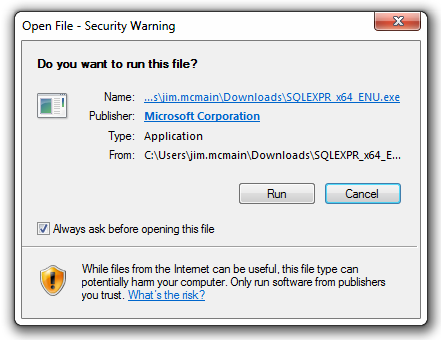 Open File - Security Warning
Do you want to run this file?
Name: ...s\jim.mcmain\Downloads\SQLEXPR_x64_ENU.exe
Publisher: Microsoft Corporation
Type: Application
From: C:\Users\jim.mcmain\Downloads\SQLEXPR_x64_E...
Run Cancel
Always ask before opening this file
While files from the Internet can be useful, this file type can
potentially harm your computer. Only run software from publishers
you trust. What's the risk?